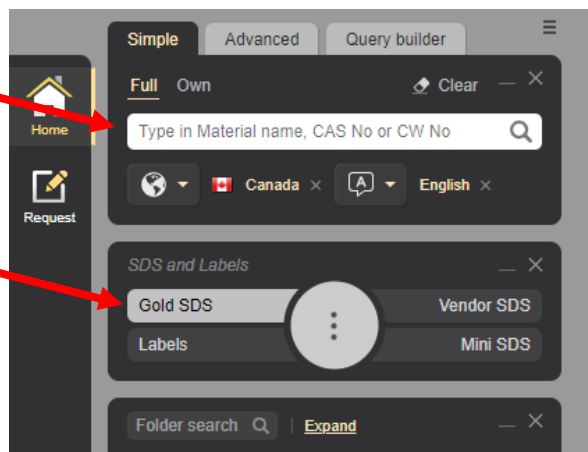 Simple Advanced Query builder
Full Own Clear
Home
Type in Material name, CAS No or CW No
Canada A English
Request
SDS and Labels
Gold SDS Vendor SDS
Labels Mini SDS
Folder search Expand